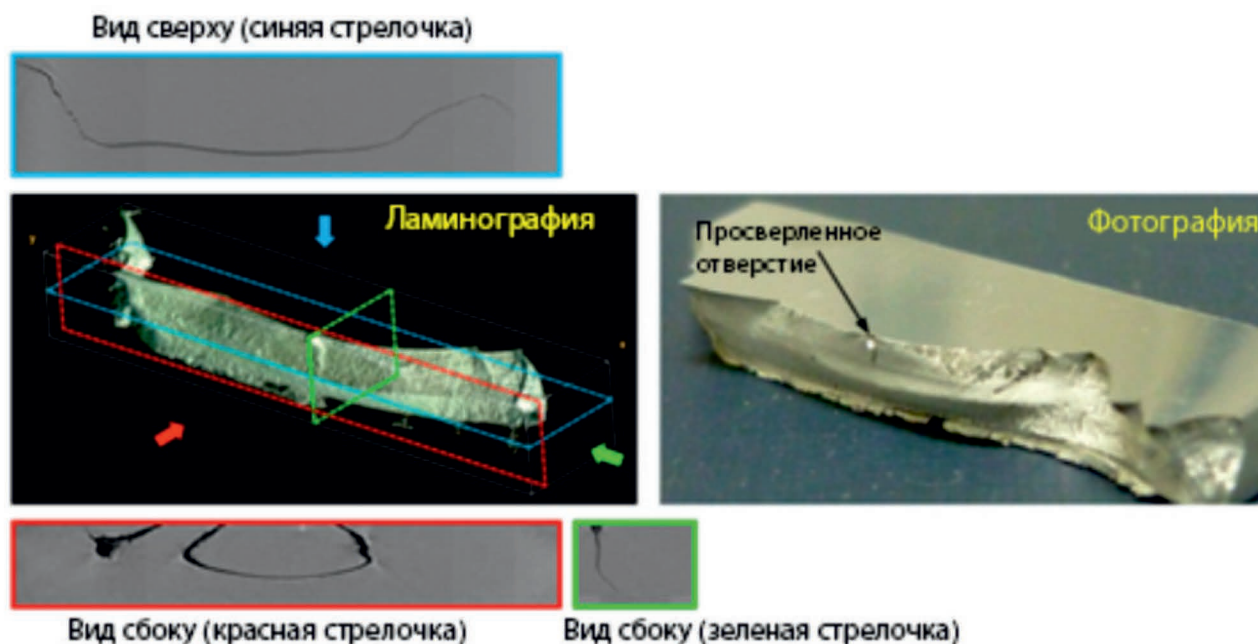 Вид сверху (синяя стрелочка)
Ламинография
Фотография
Просверленное
отверстие
Вид сбоку (красная стрелочка)
Вид сбоку (зеленая стрелочка)